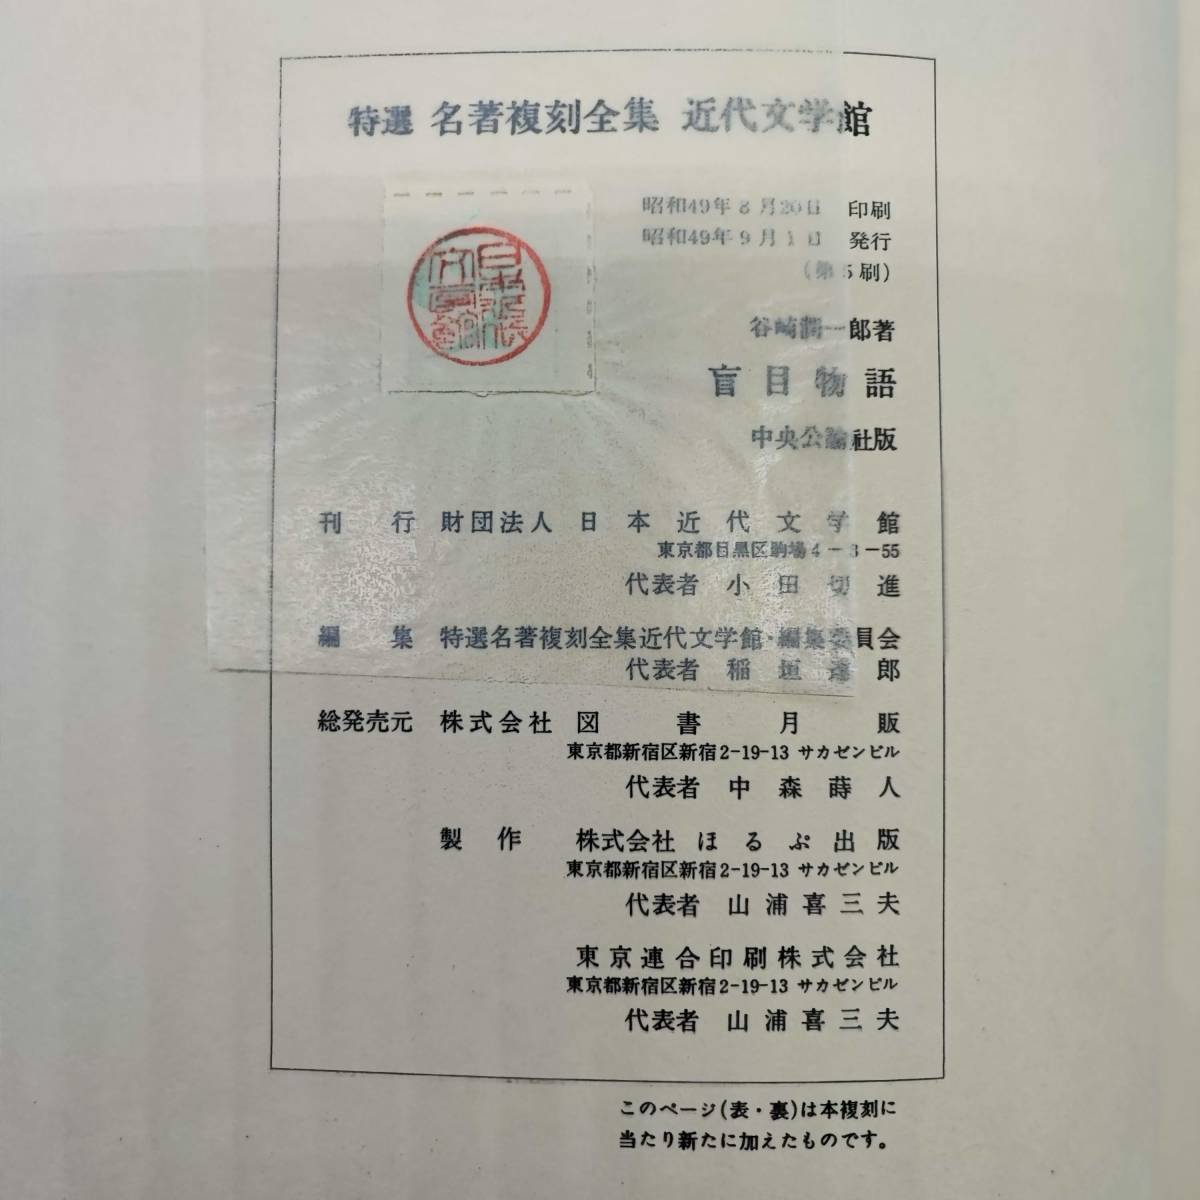 特選 名著複刻全集 近代文学館
昭和49年8月20日 印刷
昭和49年9月1日 発行
(第5刷)
谷崎潤一郎著
盲目物語
中央公論社版
刊行 財団法人 日本近代文学館
東京都目黒区駒場4-3-55
代表者 小田切進
編集 特選名著複刻全集近代文学館・編集委員会
代表者 稲垣達郎
総発売元 株式会社 図書月販
東京都新宿区新宿2-19-13 サカゼンビル
代表者 中森蒔人
製作 株式会社 ほるぷ出版
東京都新宿区新宿2-19-13 サカゼンビル
代表者 山浦喜三夫
東京連合印刷株式会社
東京都新宿区新宿2-19-13 サカゼンビル
代表者 山浦喜三夫
このページ(表・裏)は本複刻に
当たり新たに加えたものです。